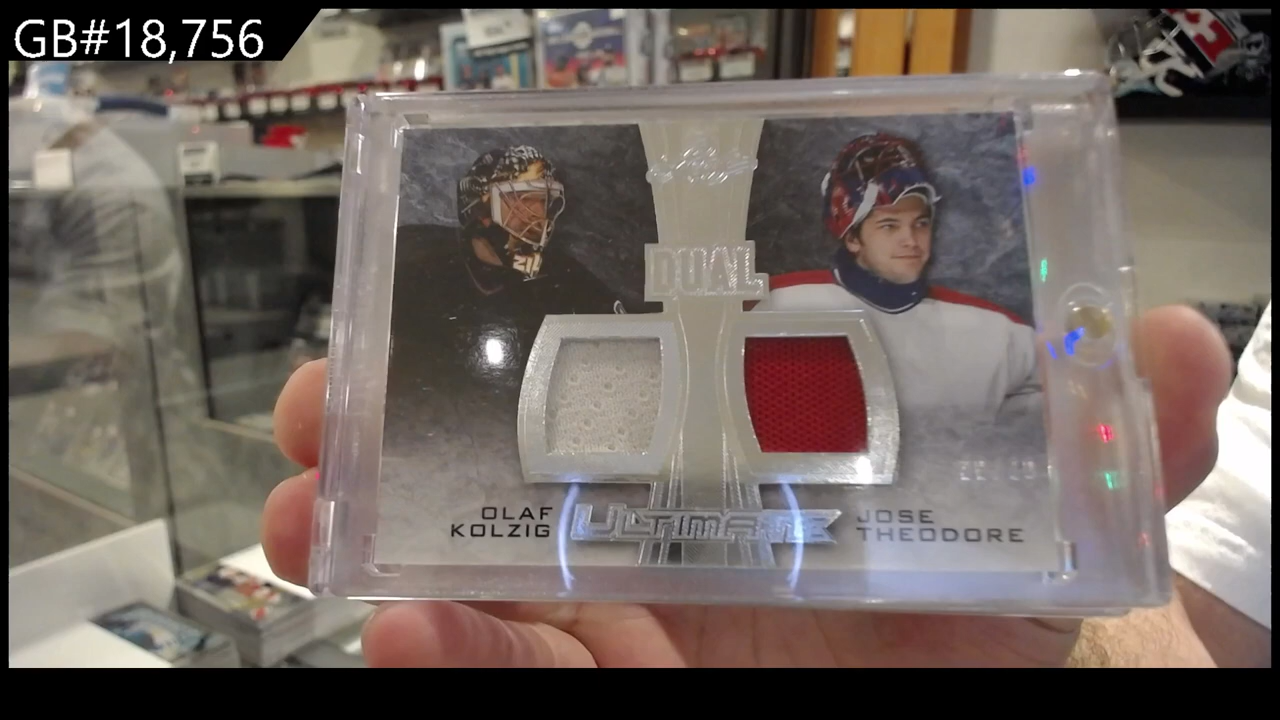 GB#18,756
DUAL
OLAF
KOLZIG
ULTIMATE
JOSE
THEODORE